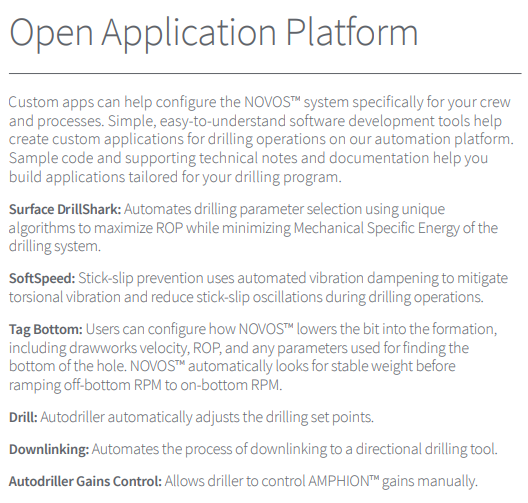 Open Application Platform
Custom apps can help configure the NOVOS™ system specifically for your crew
and processes. Simple, easy-to-understand software development tools help
create custom applications for drilling operations on our automation platform.
Sample code and supporting technical notes and documentation help you
build applications tailored for your drilling program.
Surface DrillShark: Automates drilling parameter selection using unique
algorithms to maximize ROP while minimizing Mechanical Specific Energy of the
drilling system.
SoftSpeed: Stick-slip prevention uses automated vibration dampening to mitigate
torsional vibration and reduce stick-slip oscillations during drilling operations.
Tag Bottom: Users can configure how NOVOS™ lowers the bit into the formation,
including drawworks velocity, ROP, and any parameters used for finding the
bottom of the hole. NOVOS™ automatically looks for stable weight before
ramping off-bottom RPM to on-bottom RPM.
Drill: Autodriller automatically adjusts the drilling set points.
Downlinking: Automates the process of downlinking to a directional drilling tool.
Autodriller Gains Control: Allows driller to control AMPHION™ gains manually.